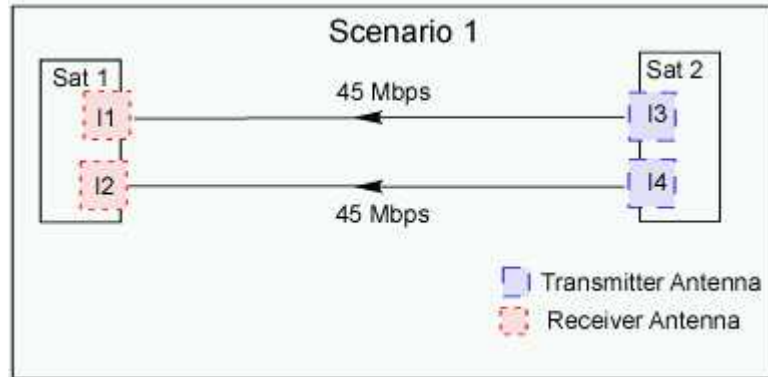 Scenario 1
Sat 1
Sat 2
45 Mbps
I1
I3
I2
I4
45 Mbps
Transmitter Antenna
Receiver Antenna